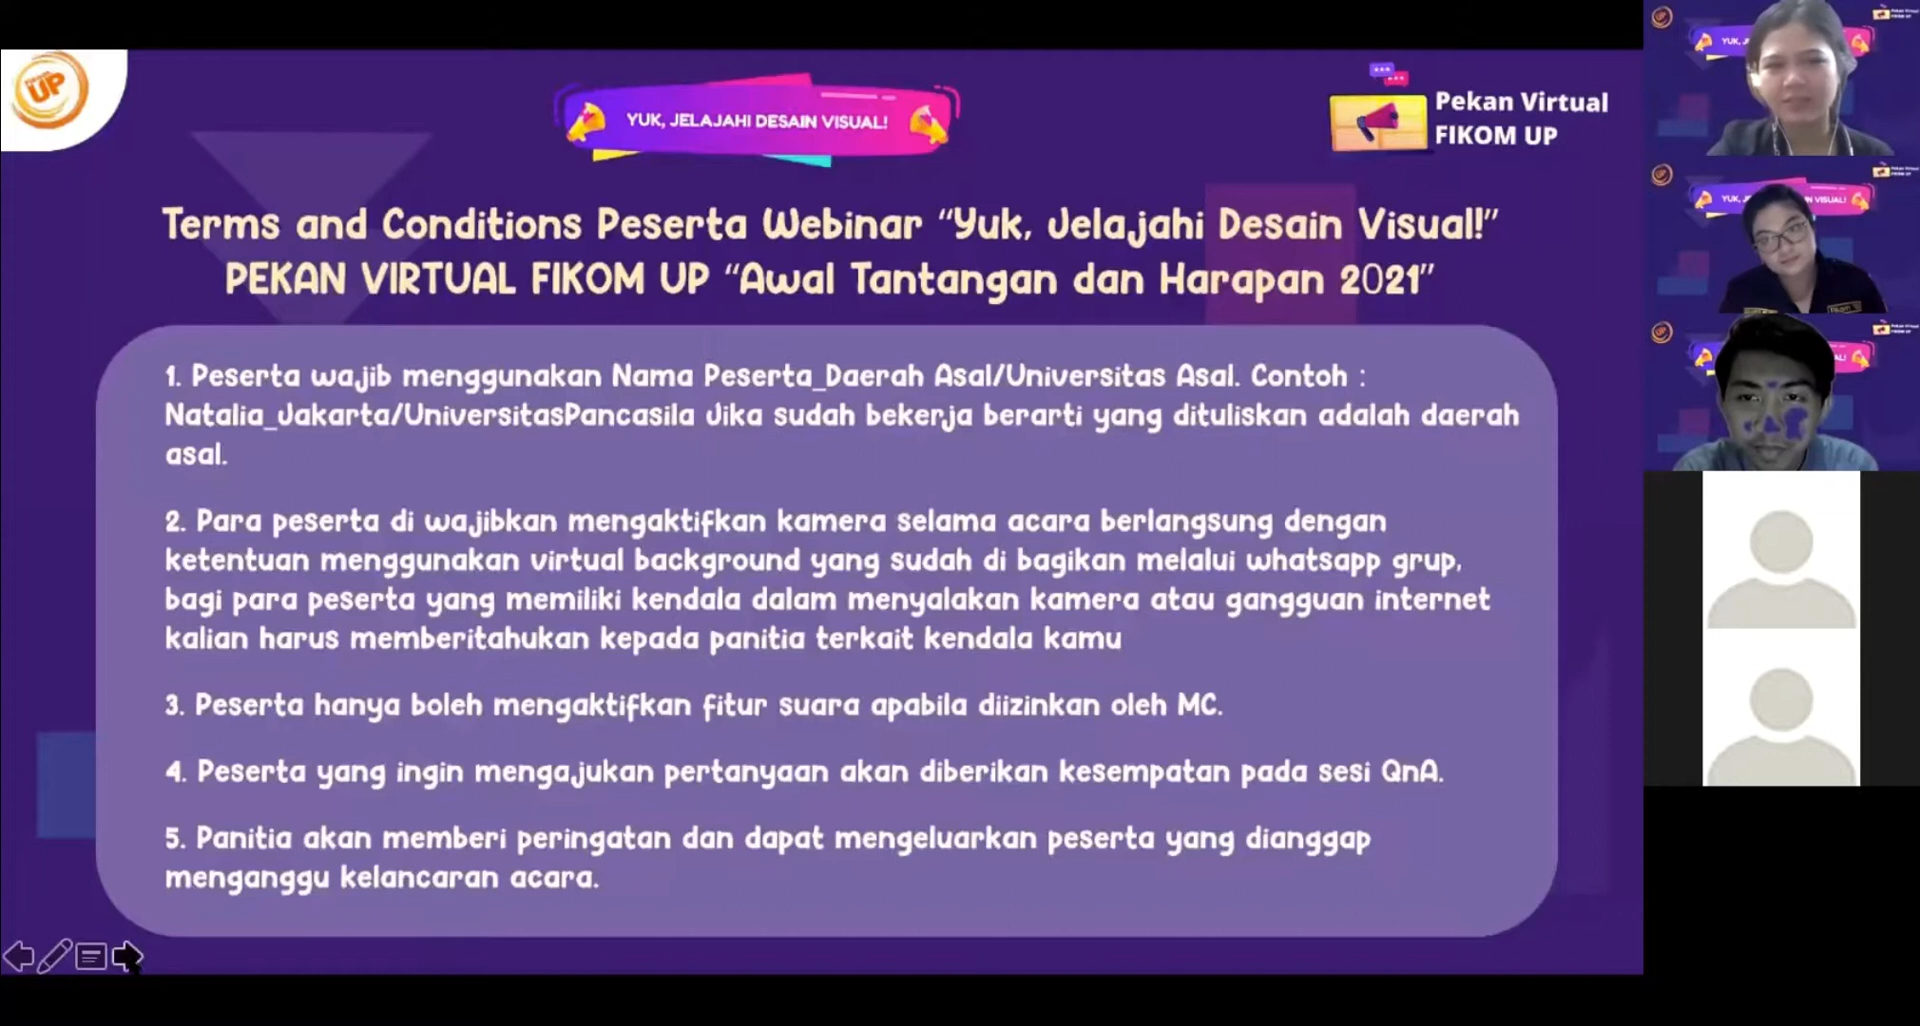 UP
YUK, JELAJAHI DESAIN VISUAL!
Pekan Virtual
FIKOM UP
Terms and Conditions Peserta Webinar “Yuk, Jelajahi Desain Visual!”
PEKAN VIRTUAL FIKOM UP “Awal Tantangan dan Harapan 2021”
1. Peserta wajib menggunakan Nama Peserta_Daerah Asal/Universitas Asal. Contoh :
Natalia_Jakarta/UniversitasPancasila Jika sudah bekerja berarti yang dituliskan adalah daerah
asal.
2. Para peserta di wajibkan mengaktifkan kamera selama acara berlangsung dengan
ketentuan menggunakan virtual background yang sudah di bagikan melalui whatsapp grup,
bagi para peserta yang memiliki kendala dalam menyalakan kamera atau gangguan internet
kalian harus memberitahukan kepada panitia terkait kendala kamu
3. Peserta hanya boleh mengaktifkan fitur suara apabila diizinkan oleh MC.
4. Peserta yang ingin mengajukan pertanyaan akan diberikan kesempatan pada sesi QnA.
5. Panitia akan memberi peringatan dan dapat mengeluarkan peserta yang dianggap
menganggu kelancaran acara.